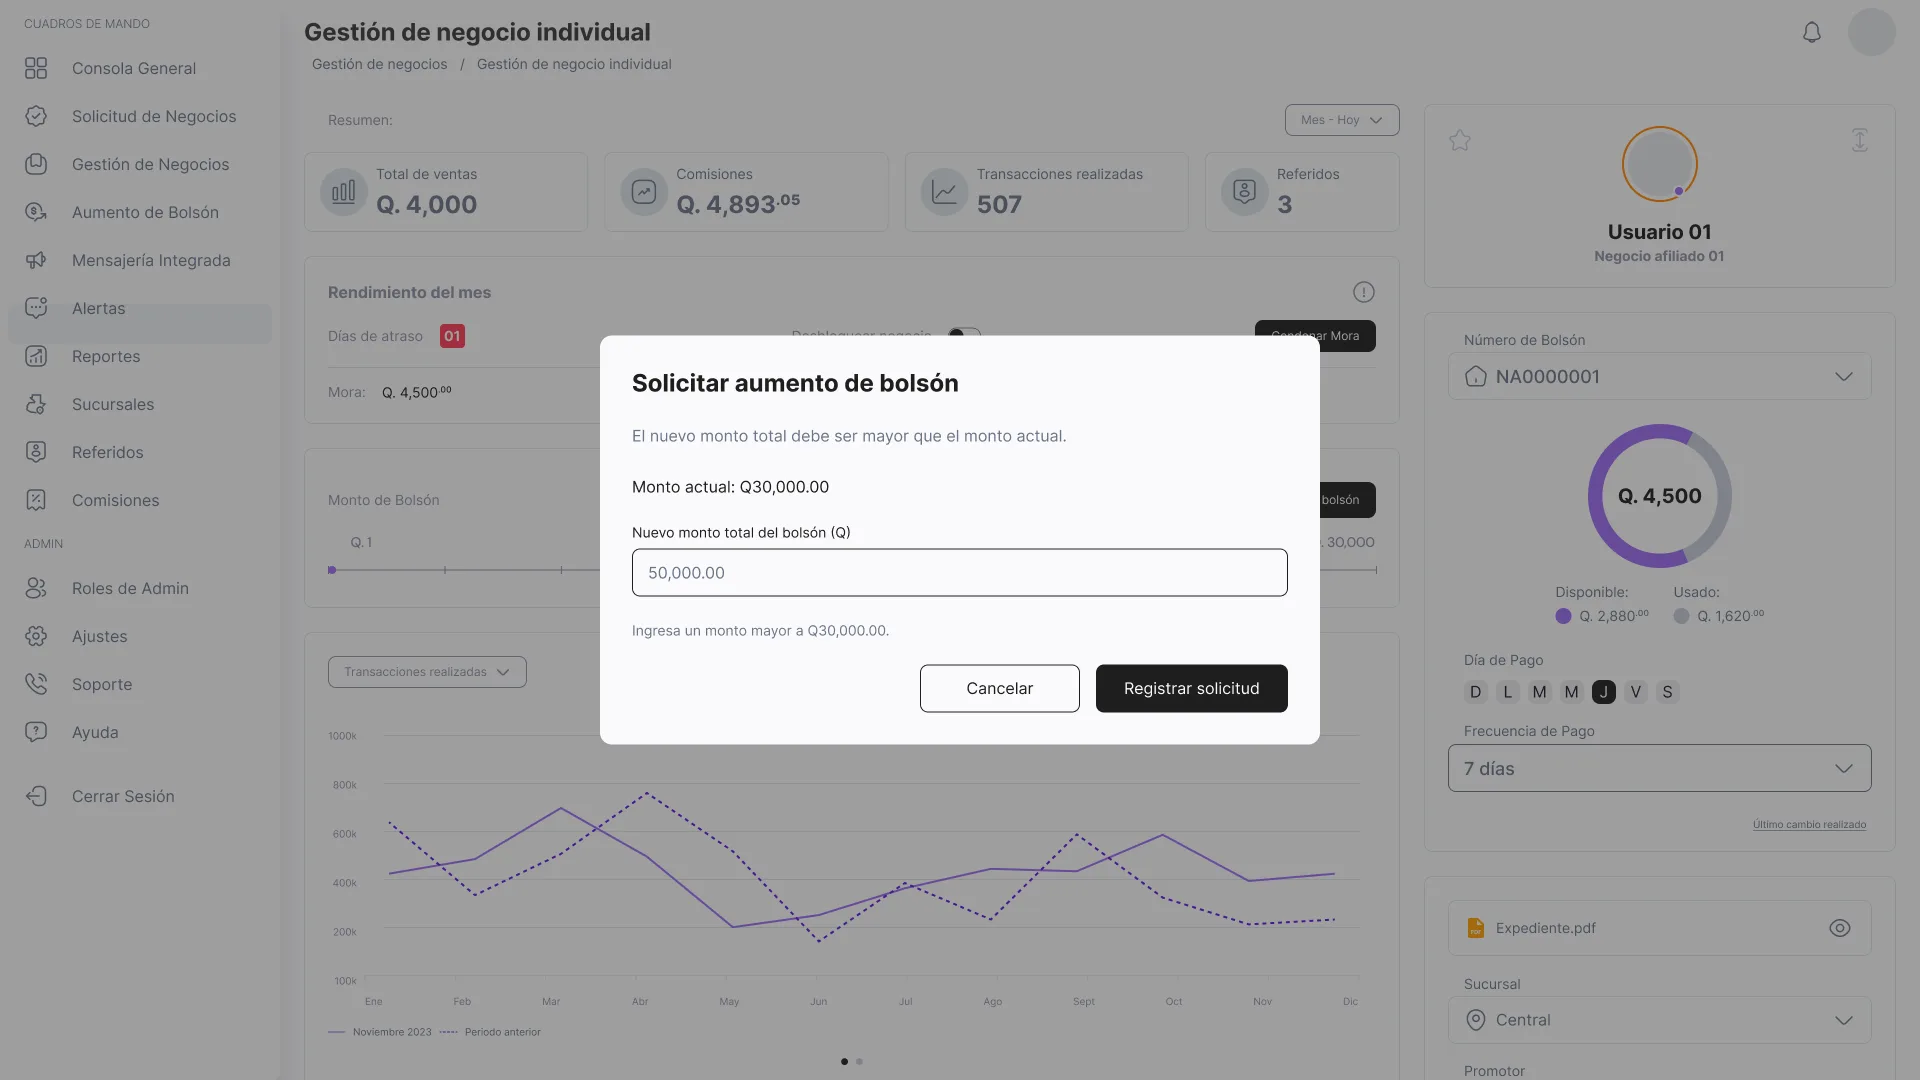 CUADROS DE MANDO
Consola General
Solicitud de Negocios
Gestión de Negocios
Aumento de Bolsón
Mensajería Integrada
Alertas
Reportes
Sucursales
Referidos
Comisiones
ADMIN
Roles de Admin
Ajustes
Soporte
Ayuda
Cerrar Sesión
Gestión de negocio individual
Gestión de negocios / Gestión de negocio individual
Resumen:
Mes - Hoy
Total de ventas
Q. 4,000
Comisiones
Q. 4,893.05
Transacciones realizadas
507
Referidos
3
Rendimiento del mes
Días de atraso 01
Desbloquear negocio
Condonar Mora
Mora: Q. 4,500.00
Monto de Bolsón
bolsón
Q. 1
. 30,000
Solicitar aumento de bolsón
El nuevo monto total debe ser mayor que el monto actual.
Monto actual: Q30,000.00
Nuevo monto total del bolsón (Q)
50,000.00
Ingresa un monto mayor a Q30,000.00.
Cancelar
Registrar solicitud
Transacciones realizadas
1000k
800k
600k
400k
200k
100k
Ene Feb Mar Abr May Jun Jul Ago Sept Oct Nov Dic
Noviembre 2023 Periodo anterior
Usuario 01
Negocio afiliado 01
Número de Bolsón
NA0000001
Q. 4,500
Disponible: Usado:
Q. 2,880.00 Q. 1,620.00
Día de Pago
D L M M J V S
Frecuencia de Pago
7 días
Último cambio realizado
PDF
Expediente.pdf
Sucursal
Central
Promotor